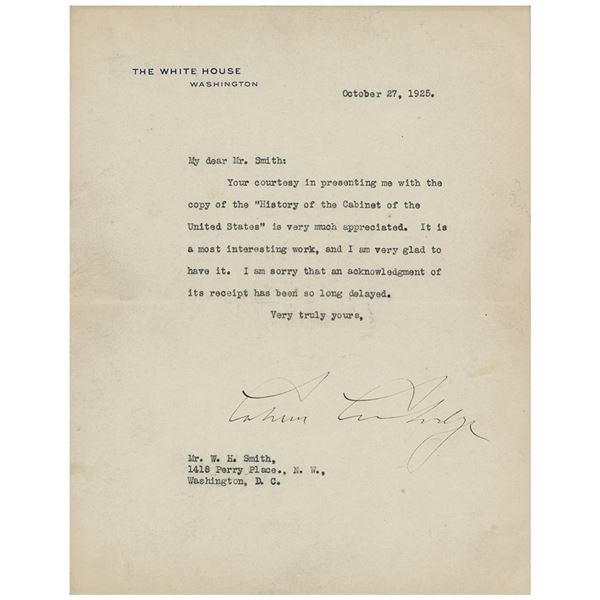 THE WHITE HOUSE
WASHINGTON
October 27, 1925.
My dear Mr. Smith:
Your courtesy in presenting me with the
copy of the "History of the Cabinet of the
United States" is very much appreciated. It is
a most interesting work, and I am very glad to
have it. I am sorry that an acknowledgment of
its receipt has been so long delayed.
Very truly yours,
Calvin Coolidge
Mr. W. H. Smith,
1418 Perry Place., N. W.,
Washington, D. C.